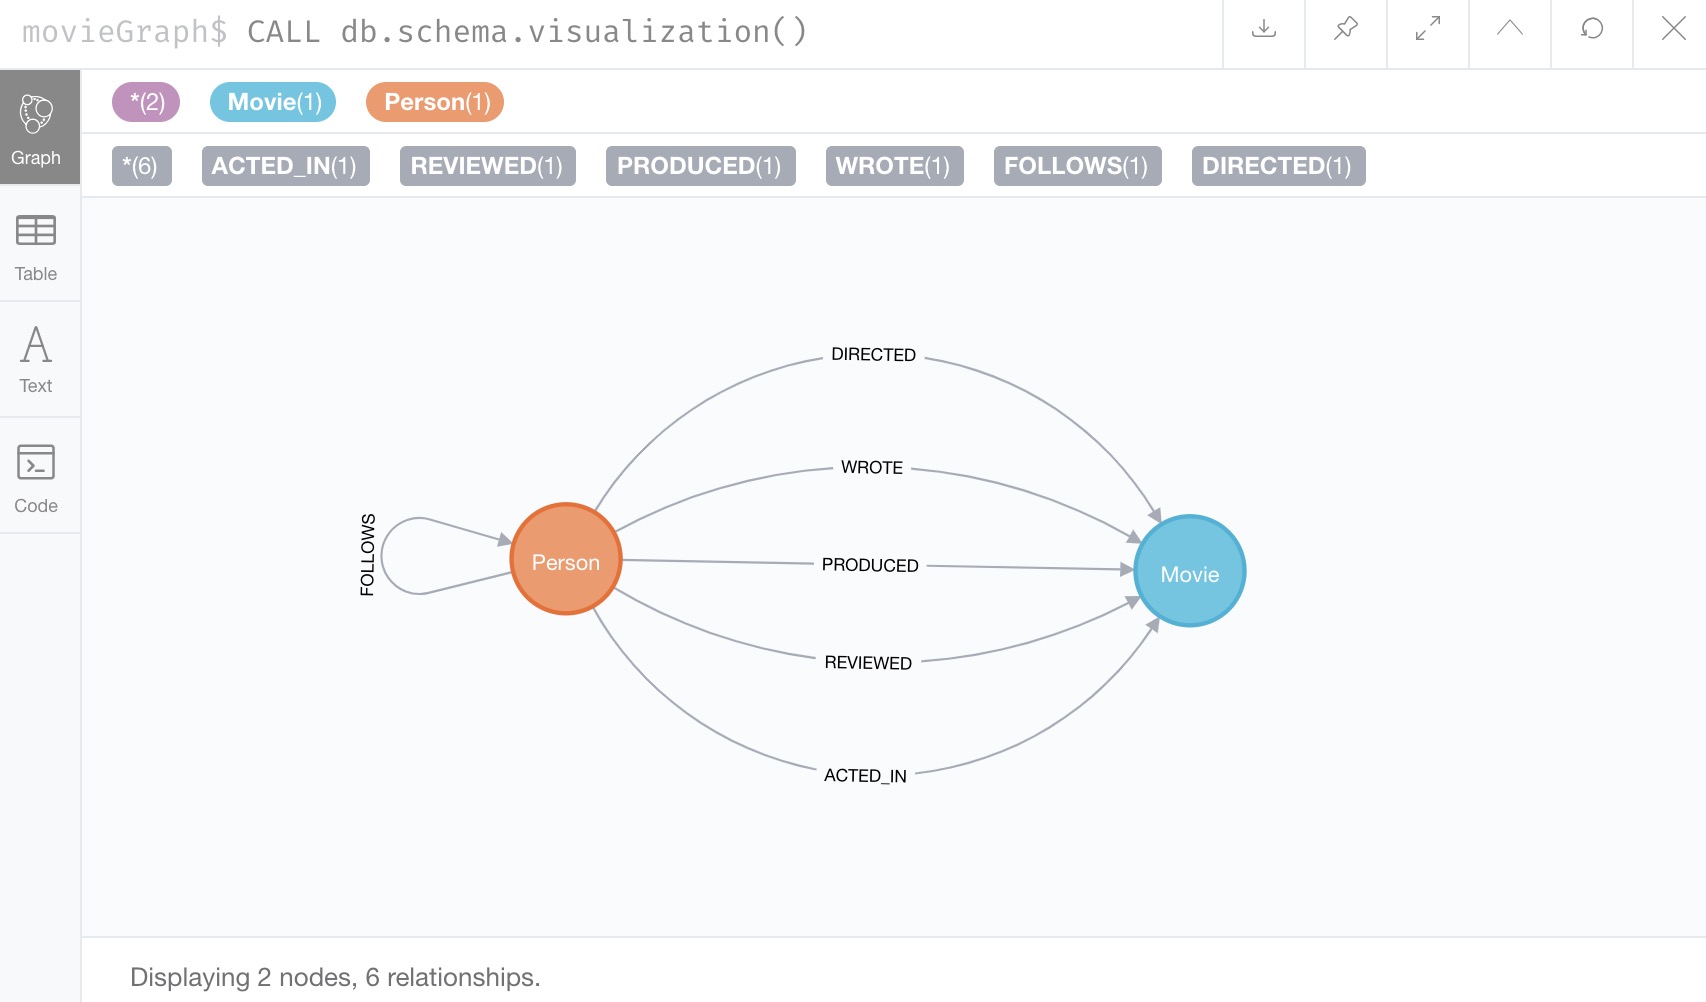 movieGraph$ CALL db.schema.visualization()
*(2) Movie(1) Person(1)
*(6) ACTED_IN(1) REVIEWED(1) PRODUCED(1) WROTE(1) FOLLOWS(1) DIRECTED(1)
Graph
Table
Text
Code
DIRECTED
WROTE
FOLLOWS
Person
PRODUCED
Movie
REVIEWED
ACTED_IN
Displaying 2 nodes, 6 relationships.